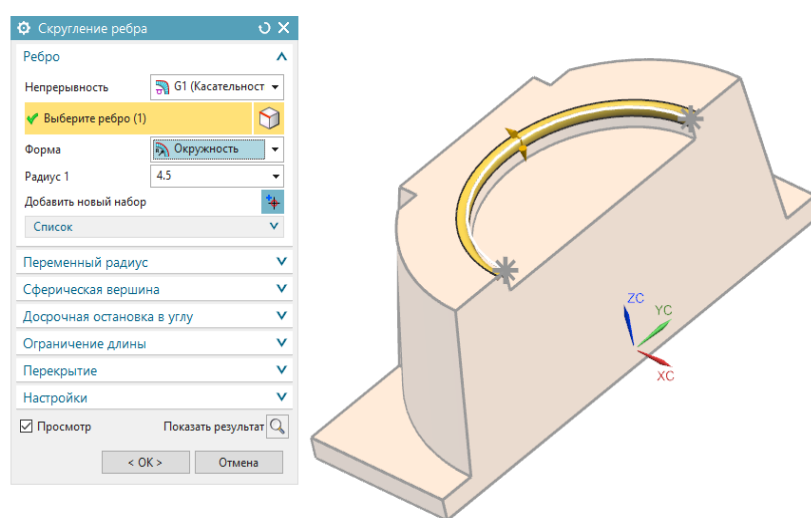 Скругление ребра
Ребро
Непрерывность G1 (Касательност
Выберите ребро (1)
Форма Окружность
Радиус 1 4.5
Добавить новый набор
Список
Переменный радиус
Сферическая вершина
Досрочная остановка в углу
Ограничение длины
Перекрытие
Настройки
Просмотр Показать результат
< OK > Отмена
ZC
YC
XC